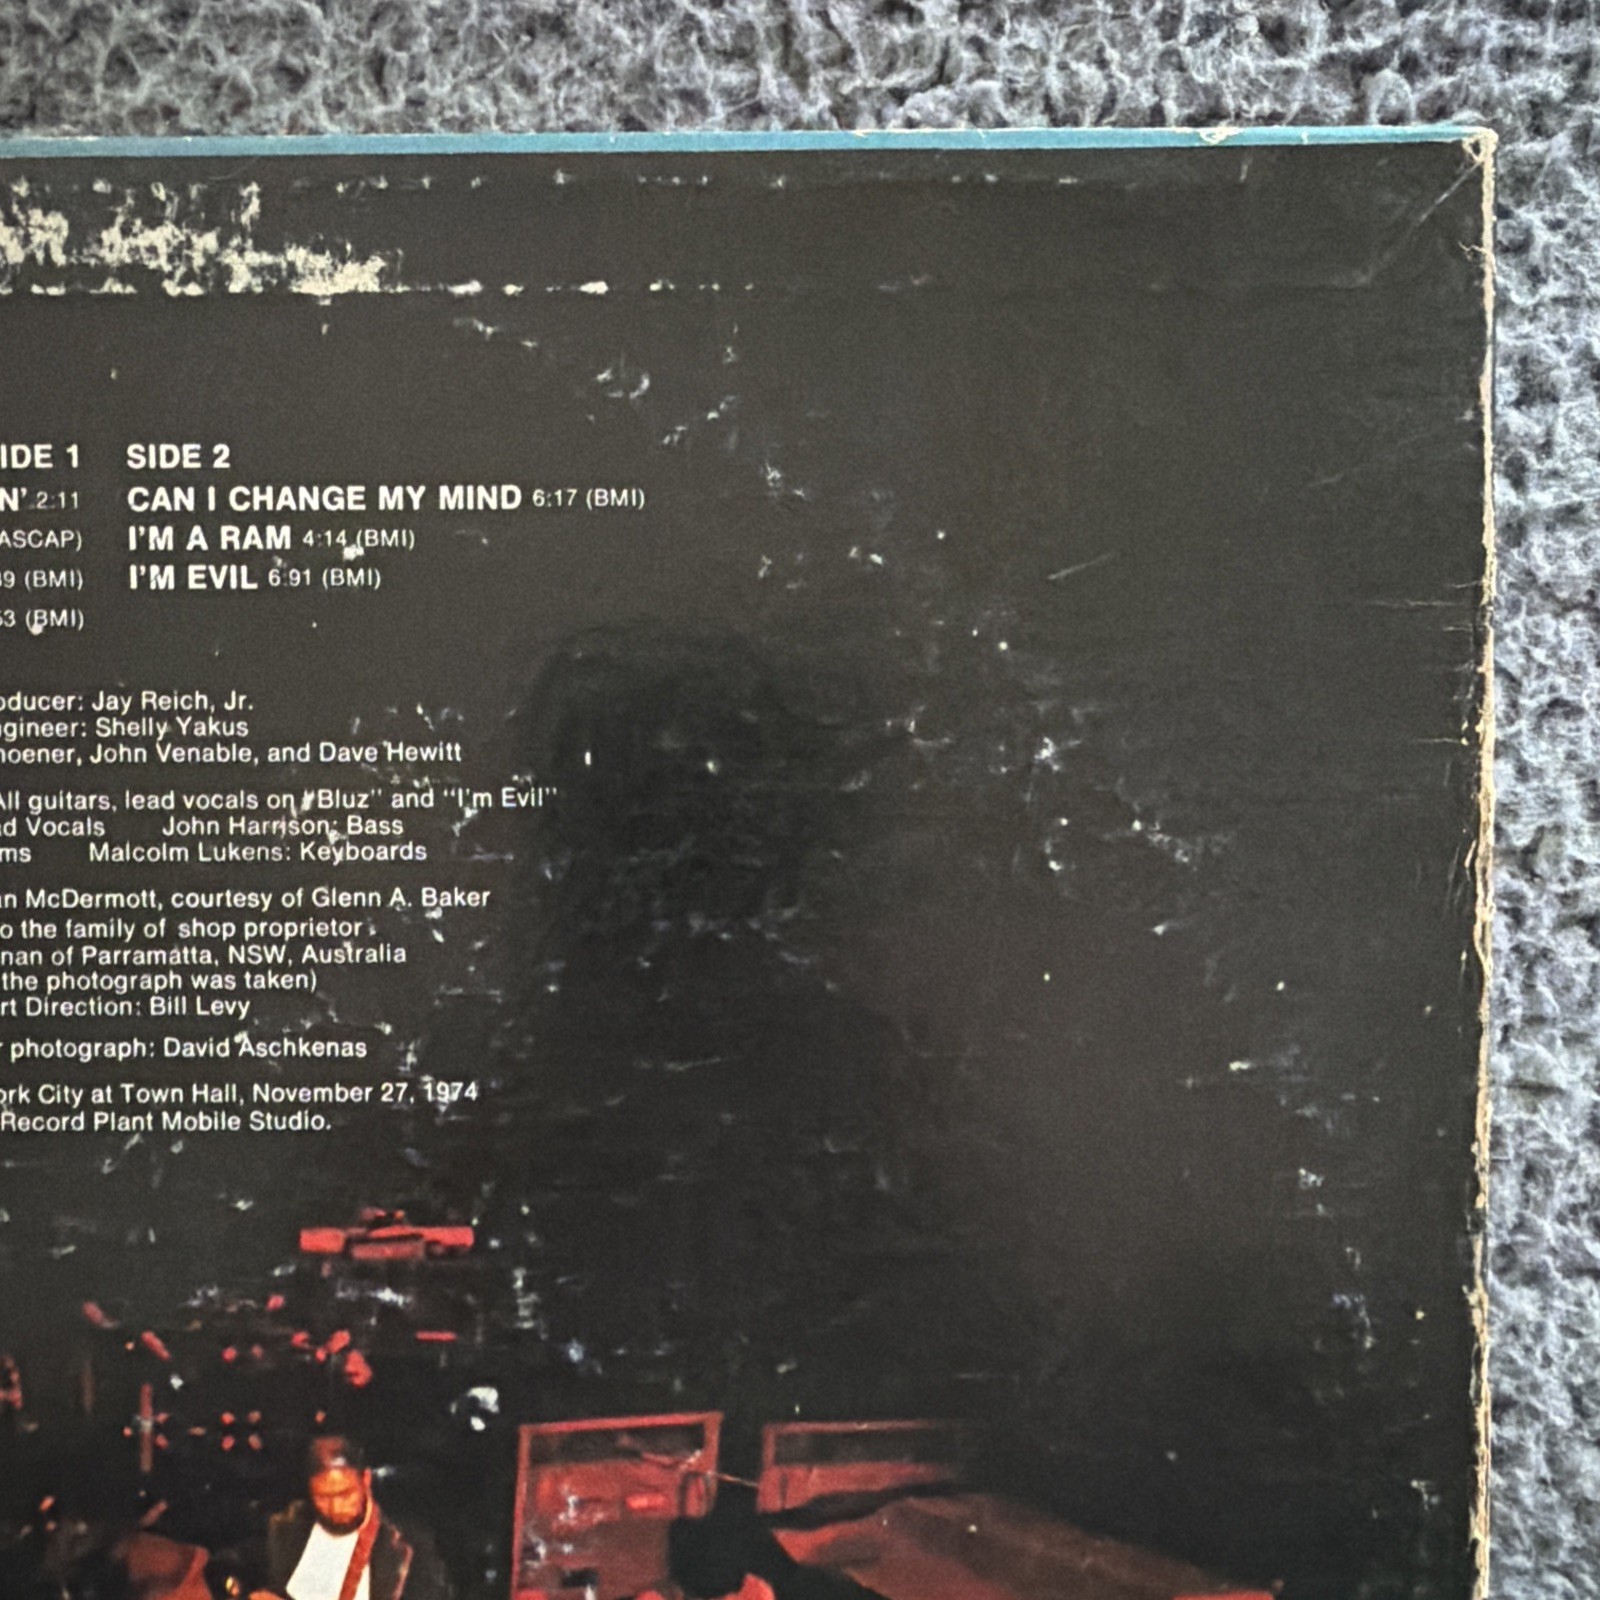 IDE 1 SIDE 2
N' 2:11 CAN I CHANGE MY MIND 6:17 (BMI)
ASCAP) I'M A RAM 4:14 (BMI)
9 (BMI) I'M EVIL 6:91 (BMI)
53 (BMI)
oducer: Jay Reich, Jr.
gineer: Shelly Yakus
hoener, John Venable, and Dave Hewitt
All guitars, lead vocals on "Bluz" and "I'm Evil"
d Vocals John Harrison: Bass
ms Malcolm Lukens: Keyboards
an McDermott, courtesy of Glenn A. Baker
o the family of shop proprietor
nan of Parramatta, NSW, Australia
the photograph was taken)
rt Direction: Bill Levy
r photograph: David Aschkenas
ork City at Town Hall, November 27, 1974
Record Plant Mobile Studio.